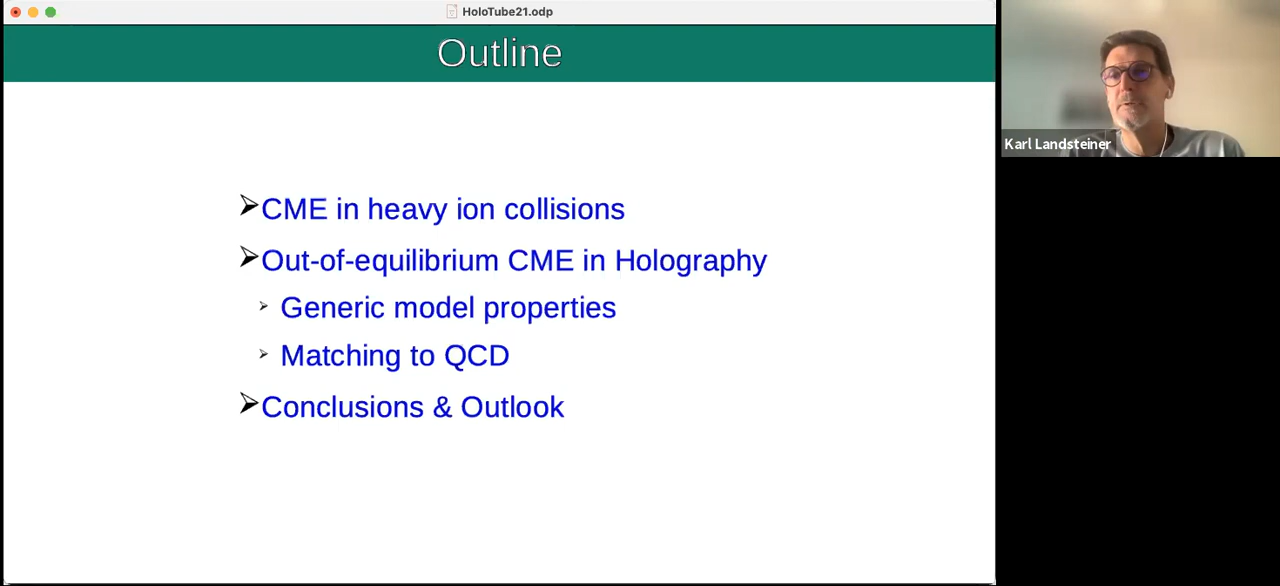 HoloTube21.odp
Outline
CME in heavy ion collisions
Out-of-equilibrium CME in Holography
Generic model properties
Matching to QCD
Conclusions & Outlook
Karl Landsteiner